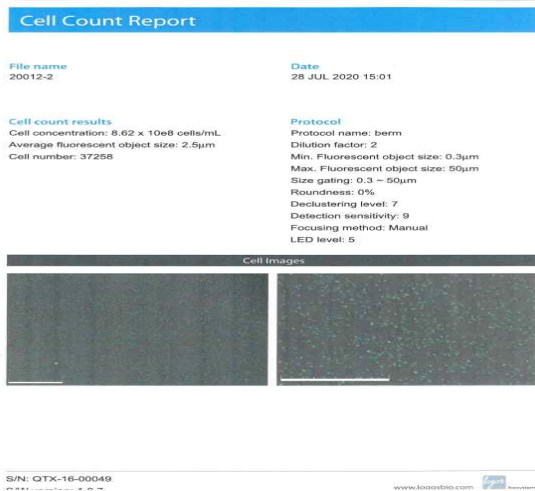 Cell Count Report
File name
20012-2
Date
28 JUL 2020 15:01
Cell count results
Cell concentration: 8.62 x 10e8 cells/mL
Average fluorescent object size: 2.5µm
Cell number: 37258
Protocol
Protocol name: berm
Dilution factor: 2
Min. Fluorescent object size: 0.3µm
Max. Fluorescent object size: 50µm
Size gating: 0.3 ~ 50µm
Roundness: 0%
Declustering level: 7
Detection sensitivity: 9
Focusing method: Manual
LED level: 5
Cell Images
S/N: QTX-16-00049
www.logosbio.com
logos